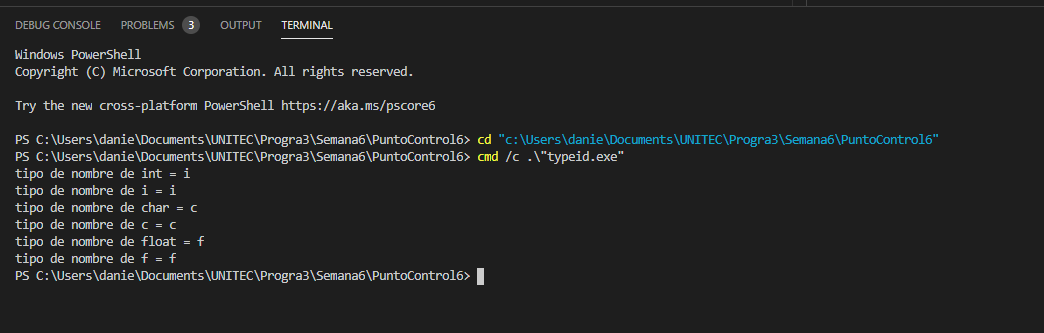 DEBUG CONSOLE PROBLEMS 3 OUTPUT TERMINAL
Windows PowerShell
Copyright (C) Microsoft Corporation. All rights reserved.
Try the new cross-platform PowerShell https://aka.ms/pscore6
PS C:\Users\danie\Documents\UNITEC\Progra3\Semana6\PuntoControl6> cd "c:\Users\danie\Documents\UNITEC\Progra3\Semana6\PuntoControl6"
PS C:\Users\danie\Documents\UNITEC\Progra3\Semana6\PuntoControl6> cmd /c .\"typeid.exe"
tipo de nombre de int = i
tipo de nombre de i = i
tipo de nombre de char = c
tipo de nombre de c = c
tipo de nombre de float = f
tipo de nombre de f = f
PS C:\Users\danie\Documents\UNITEC\Progra3\Semana6\PuntoControl6>